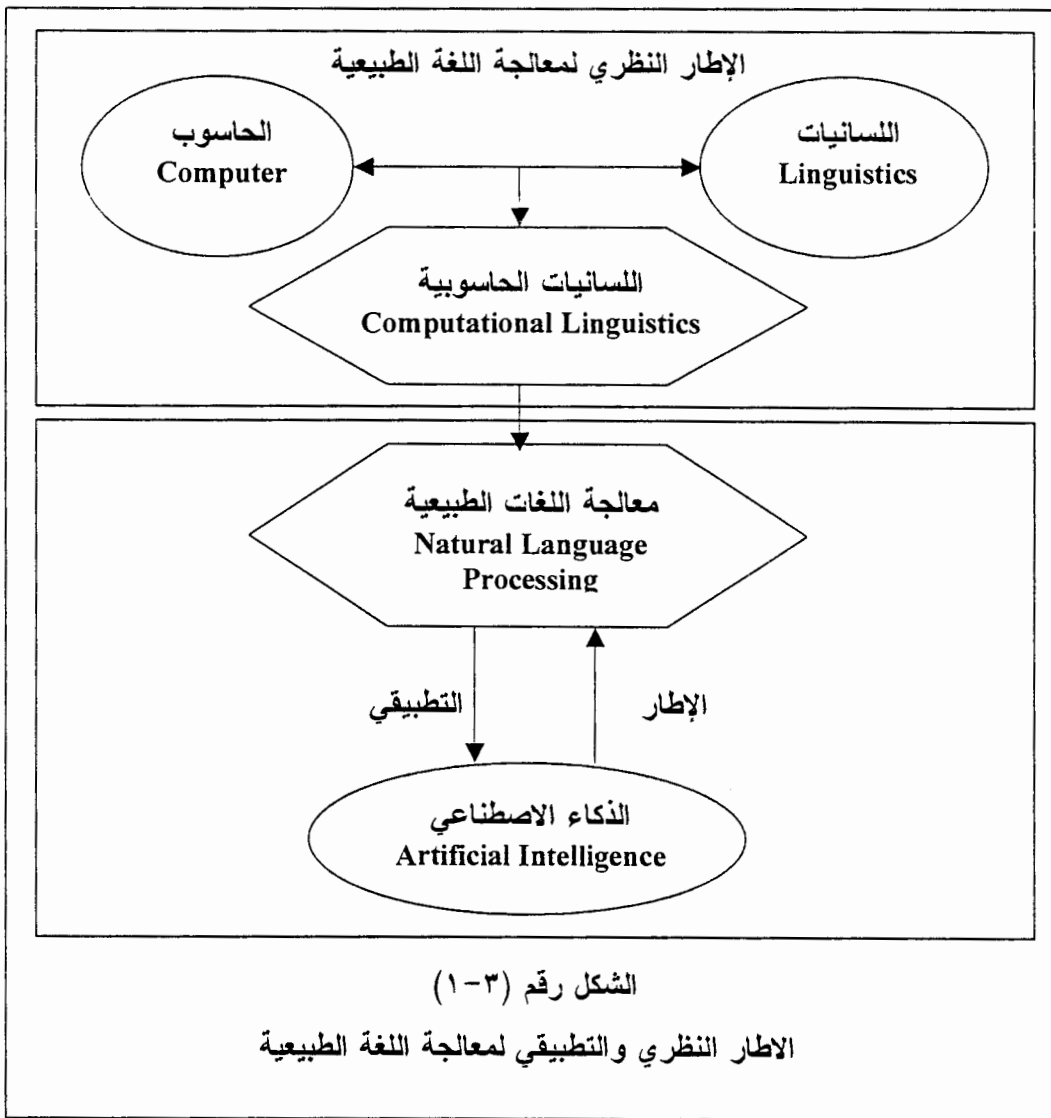 الإطار النظري لمعالجة اللغة الطبيعية
اللسانيات
Linguistics
الحاسوب
Computer
اللسانيات الحاسوبية
Computational Linguistics
معالجة اللغات الطبيعية
Natural Language
Processing
الإطار
التطبيقي
الذكاء الاصطناعي
Artificial Intelligence
الشكل رقم (٣-١)
الاطار النظري والتطبيقي لمعالجة اللغة الطبيعية